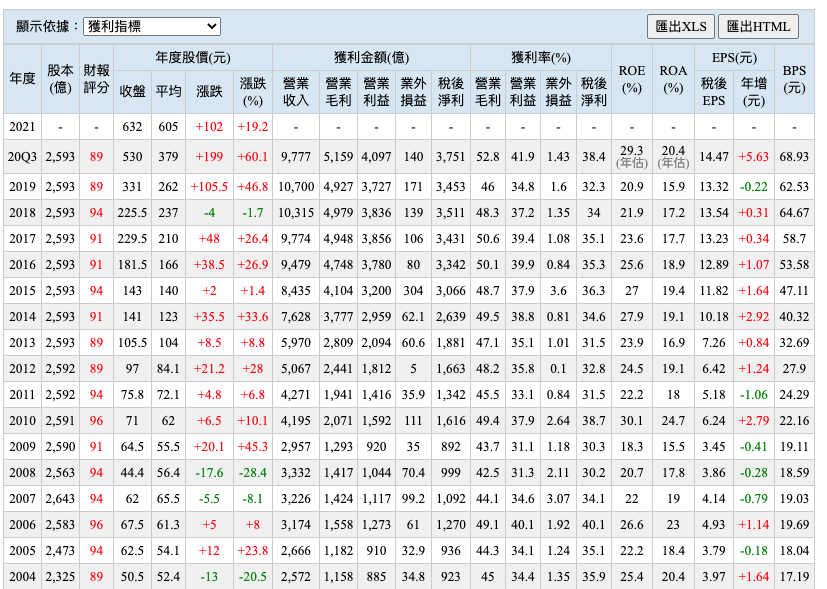 顯示依據：獲利指標 匯出XLS 匯出HTML
年度 股本(億) 財報評分 年度股價(元) 獲利金額(億) 獲利率(%) ROE(%) ROA(%) EPS(元) BPS(元)
收盤 平均 漲跌 漲跌(%) 營業收入 營業毛利 營業利益 業外損益 稅後淨利 營業毛利 營業利益 業外損益 稅後淨利 稅後EPS 年增(元)
2021 - - 632 605 +102 +19.2 - - - - - - - - - - - - - -
20Q3 2,593 89 530 379 +199 +60.1 9,777 5,159 4,097 140 3,751 52.8 41.9 1.43 38.4 29.3(年估) 20.4(年估) 14.47 +5.63 68.93
2019 2,593 89 331 262 +105.5 +46.8 10,700 4,927 3,727 171 3,453 46 34.8 1.6 32.3 20.9 15.9 13.32 -0.22 62.53
2018 2,593 94 225.5 237 -4 -1.7 10,315 4,979 3,836 139 3,511 48.3 37.2 1.35 34 21.9 17.2 13.54 +0.31 64.67
2017 2,593 91 229.5 210 +48 +26.4 9,774 4,948 3,856 106 3,431 50.6 39.4 1.08 35.1 23.6 17.7 13.23 +0.34 58.7
2016 2,593 91 181.5 166 +38.5 +26.9 9,479 4,748 3,780 80 3,342 50.1 39.9 0.84 35.3 25.6 18.9 12.89 +1.07 53.58
2015 2,593 94 143 140 +2 +1.4 8,435 4,104 3,200 304 3,066 48.7 37.9 3.6 36.3 27 19.4 11.82 +1.64 47.11
2014 2,593 91 141 123 +35.5 +33.6 7,628 3,777 2,959 62.1 2,639 49.5 38.8 0.81 34.6 27.9 19.1 10.18 +2.92 40.32
2013 2,593 89 105.5 104 +8.5 +8.8 5,970 2,809 2,094 60.6 1,881 47.1 35.1 1.01 31.5 23.9 16.9 7.26 +0.84 32.69
2012 2,592 89 97 84.1 +21.2 +28 5,067 2,441 1,812 5 1,663 48.2 35.8 0.1 32.8 24.5 19.1 6.42 +1.24 27.9
2011 2,592 94 75.8 72.1 +4.8 +6.8 4,271 1,941 1,416 35.9 1,342 45.5 33.1 0.84 31.5 22.2 18 5.18 -1.06 24.29
2010 2,591 96 71 62 +6.5 +10.1 4,195 2,071 1,592 111 1,616 49.4 37.9 2.64 38.7 30.1 24.7 6.24 +2.79 22.16
2009 2,590 91 64.5 55.5 +20.1 +45.3 2,957 1,293 920 35 892 43.7 31.1 1.18 30.3 18.3 15.5 3.45 -0.41 19.11
2008 2,563 94 44.4 56.4 -17.6 -28.4 3,332 1,417 1,044 70.4 999 42.5 31.3 2.11 30.2 20.7 17.8 3.86 -0.28 18.59
2007 2,643 94 62 65.5 -5.5 -8.1 3,226 1,424 1,117 99.2 1,092 44.1 34.6 3.07 34.1 22 19 4.14 -0.79 19.03
2006 2,583 96 67.5 61.3 +5 +8 3,174 1,558 1,273 61 1,270 49.1 40.1 1.92 40.1 26.6 23 4.93 +1.14 19.69
2005 2,473 94 62.5 54.1 +12 +23.8 2,666 1,182 910 32.9 936 44.3 34.1 1.24 35.1 22.2 18.4 3.79 -0.18 18.04
2004 2,325 89 50.5 52.4 -13 -20.5 2,572 1,158 885 34.8 923 45 34.4 1.35 35.9 25.4 20.4 3.97 +1.64 17.19